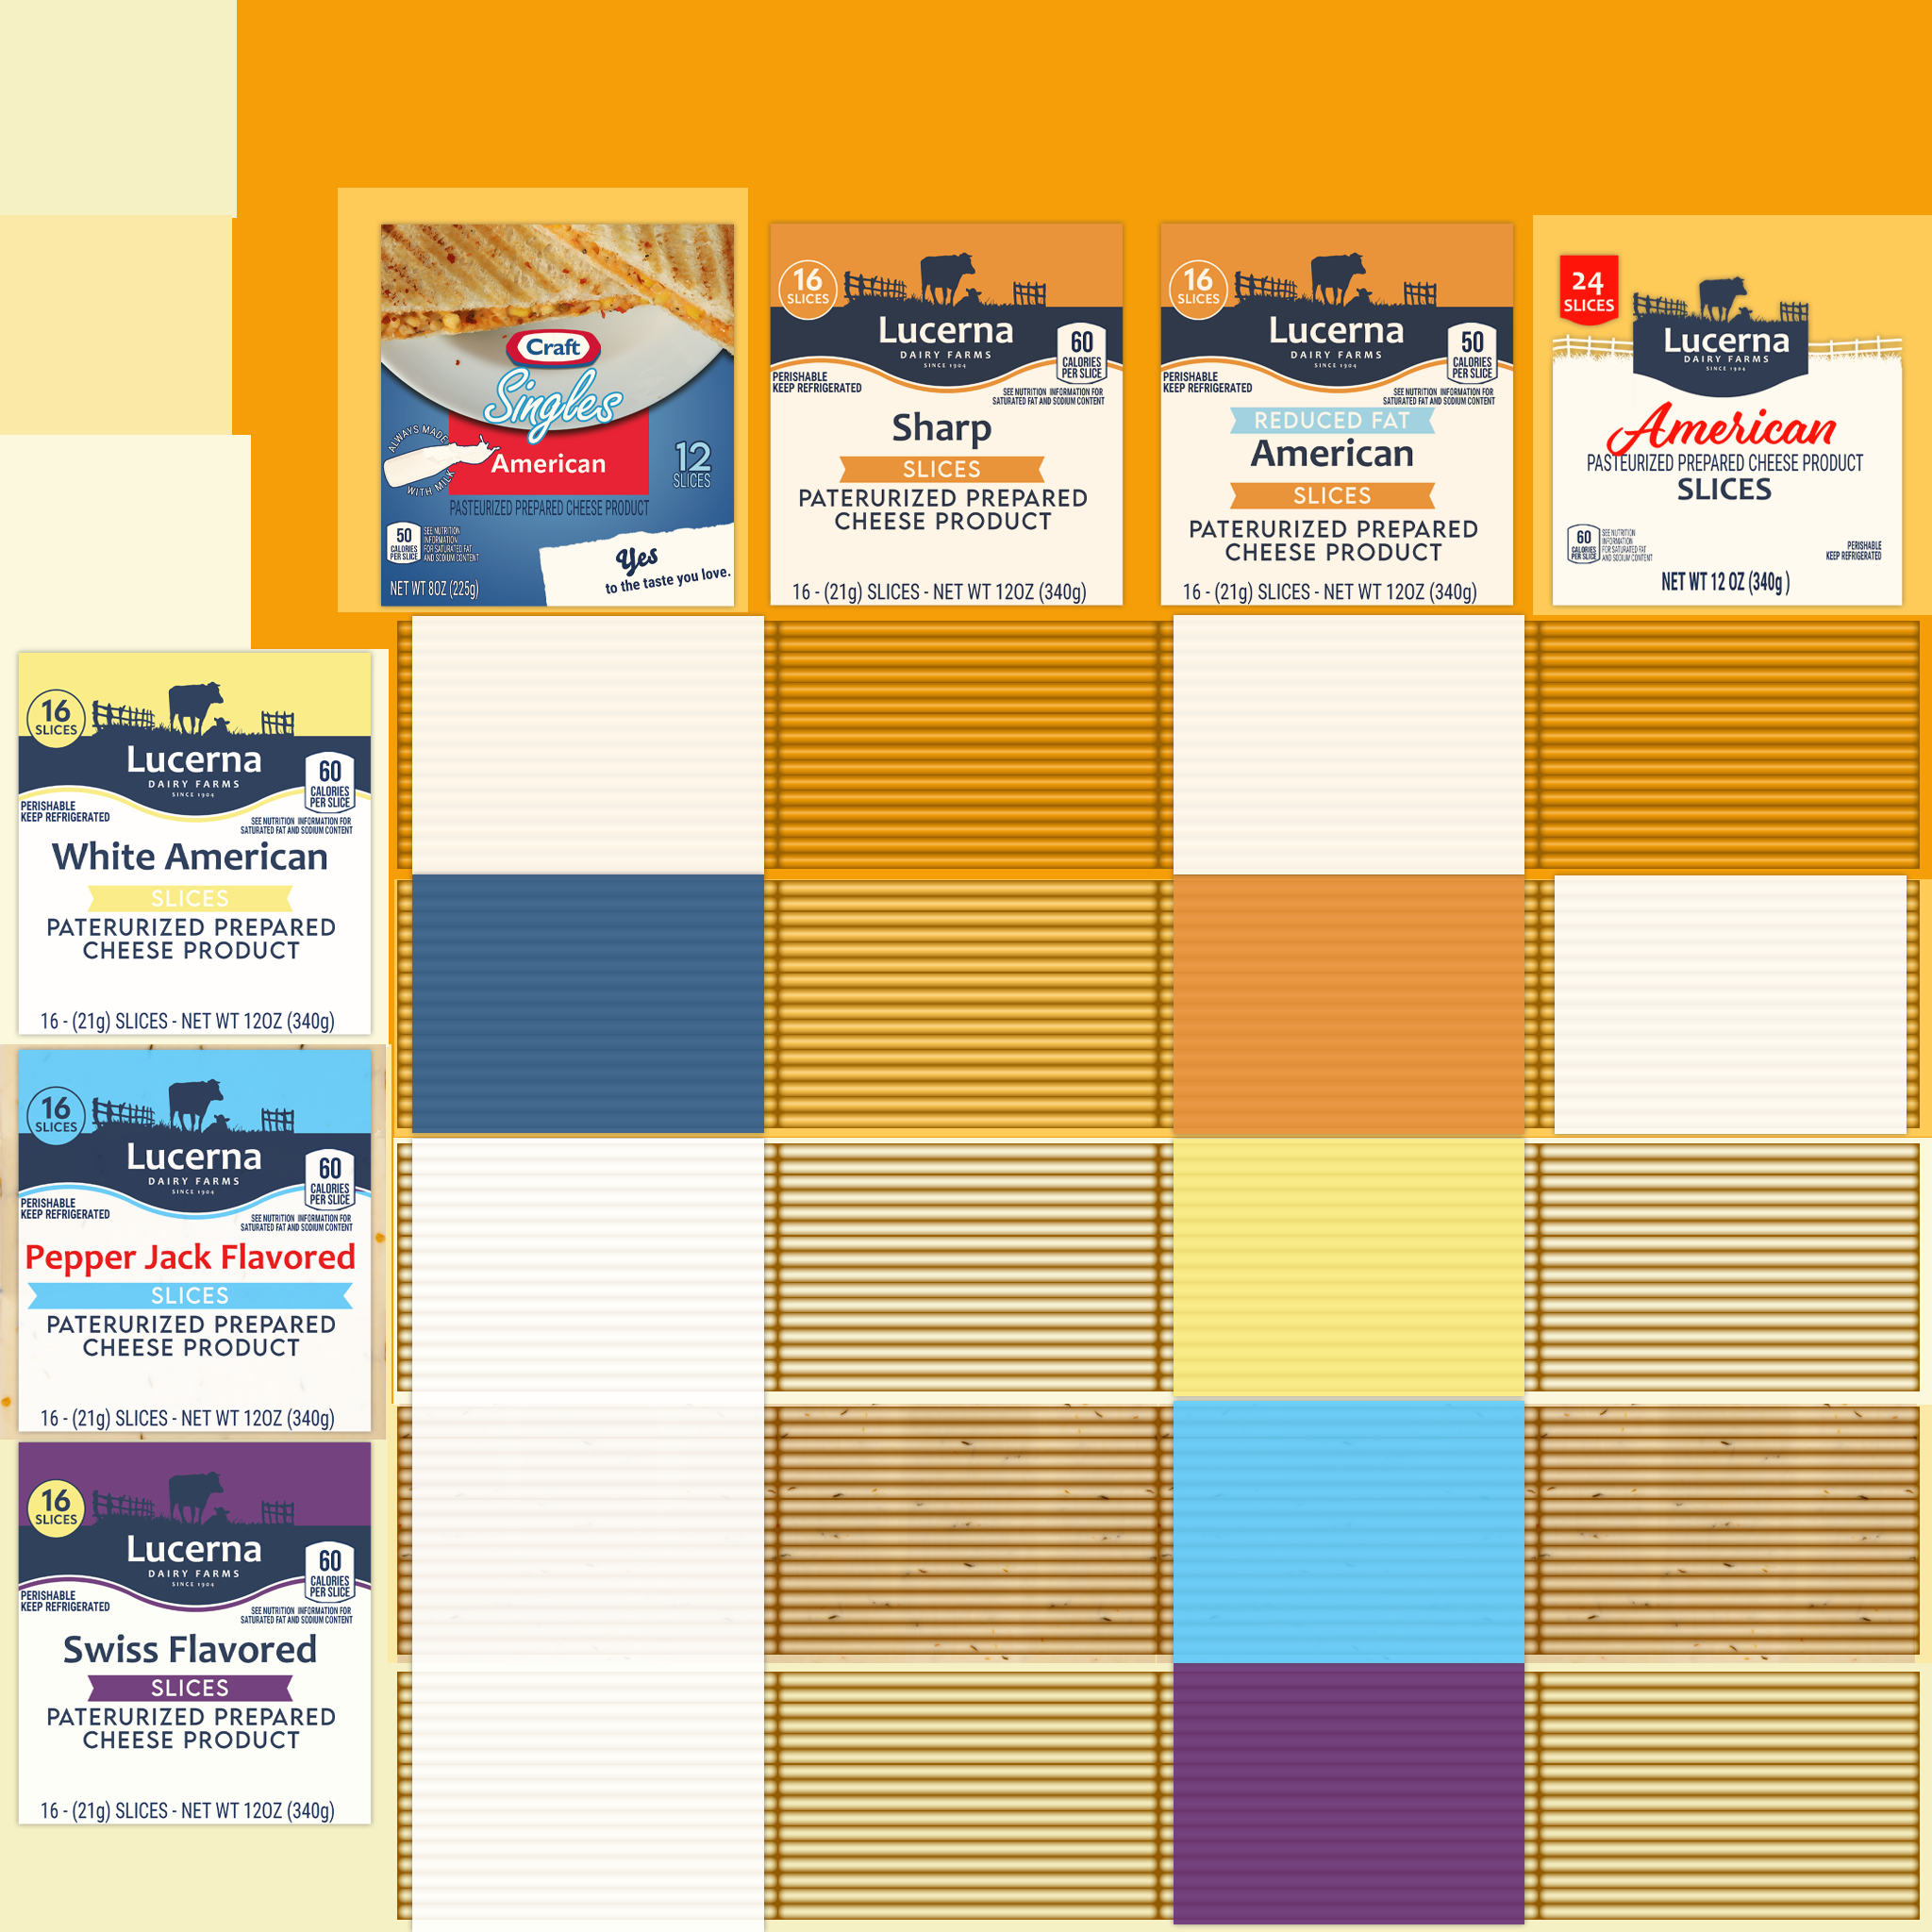 Craft
Singles
ALWAYS MADE
WITH MILK
American
12
SLICES
PASTEURIZED PREPARED CHEESE PRODUCT
50
CALORIES
PER SLICE
SEE NUTRITION
INFORMATION
FOR SATURATED FAT
AND SODIUM CONTENT
NET WT 8OZ (225g)
Yes
to the taste you love.
16
SLICES
Lucerna
DAIRY FARMS
SINCE 1904
60
CALORIES
PER SLICE
PERISHABLE
KEEP REFRIGERATED
SEE NUTRITION INFORMATION FOR
SATURATED FAT AND SODIUM CONTENT
Sharp
SLICES
PATERURIZED PREPARED
CHEESE PRODUCT
16 - (21g) SLICES - NET WT 12OZ (340g)
16
SLICES
Lucerna
DAIRY FARMS
SINCE 1904
50
CALORIES
PER SLICE
PERISHABLE
KEEP REFRIGERATED
SEE NUTRITION INFORMATION FOR
SATURATED FAT AND SODIUM CONTENT
REDUCED FAT
American
SLICES
PATERURIZED PREPARED
CHEESE PRODUCT
16 - (21g) SLICES - NET WT 12OZ (340g)
24
SLICES
Lucerna
DAIRY FARMS
SINCE 1904
American
PASTEURIZED PREPARED CHEESE PRODUCT
SLICES
60
CALORIES
PER SLICE
SEE NUTRITION
INFORMATION
FOR SATURATED FAT
AND SODIUM CONTENT
PERISHABLE
KEEP REFRIGERATED
NET WT 12 OZ (340g)
16
SLICES
Lucerna
DAIRY FARMS
SINCE 1904
60
CALORIES
PER SLICE
PERISHABLE
KEEP REFRIGERATED
SEE NUTRITION INFORMATION FOR
SATURATED FAT AND SODIUM CONTENT
White American
SLICES
PATERURIZED PREPARED
CHEESE PRODUCT
16 - (21g) SLICES - NET WT 12OZ (340g)
16
SLICES
Lucerna
DAIRY FARMS
SINCE 1904
60
CALORIES
PER SLICE
PERISHABLE
KEEP REFRIGERATED
SEE NUTRITION INFORMATION FOR
SATURATED FAT AND SODIUM CONTENT
Pepper Jack Flavored
SLICES
PATERURIZED PREPARED
CHEESE PRODUCT
16 - (21g) SLICES - NET WT 12OZ (340g)
16
SLICES
Lucerna
DAIRY FARMS
SINCE 1904
60
CALORIES
PER SLICE
PERISHABLE
KEEP REFRIGERATED
SEE NUTRITION INFORMATION FOR
SATURATED FAT AND SODIUM CONTENT
Swiss Flavored
SLICES
PATERURIZED PREPARED
CHEESE PRODUCT
16 - (21g) SLICES - NET WT 12OZ (340g)